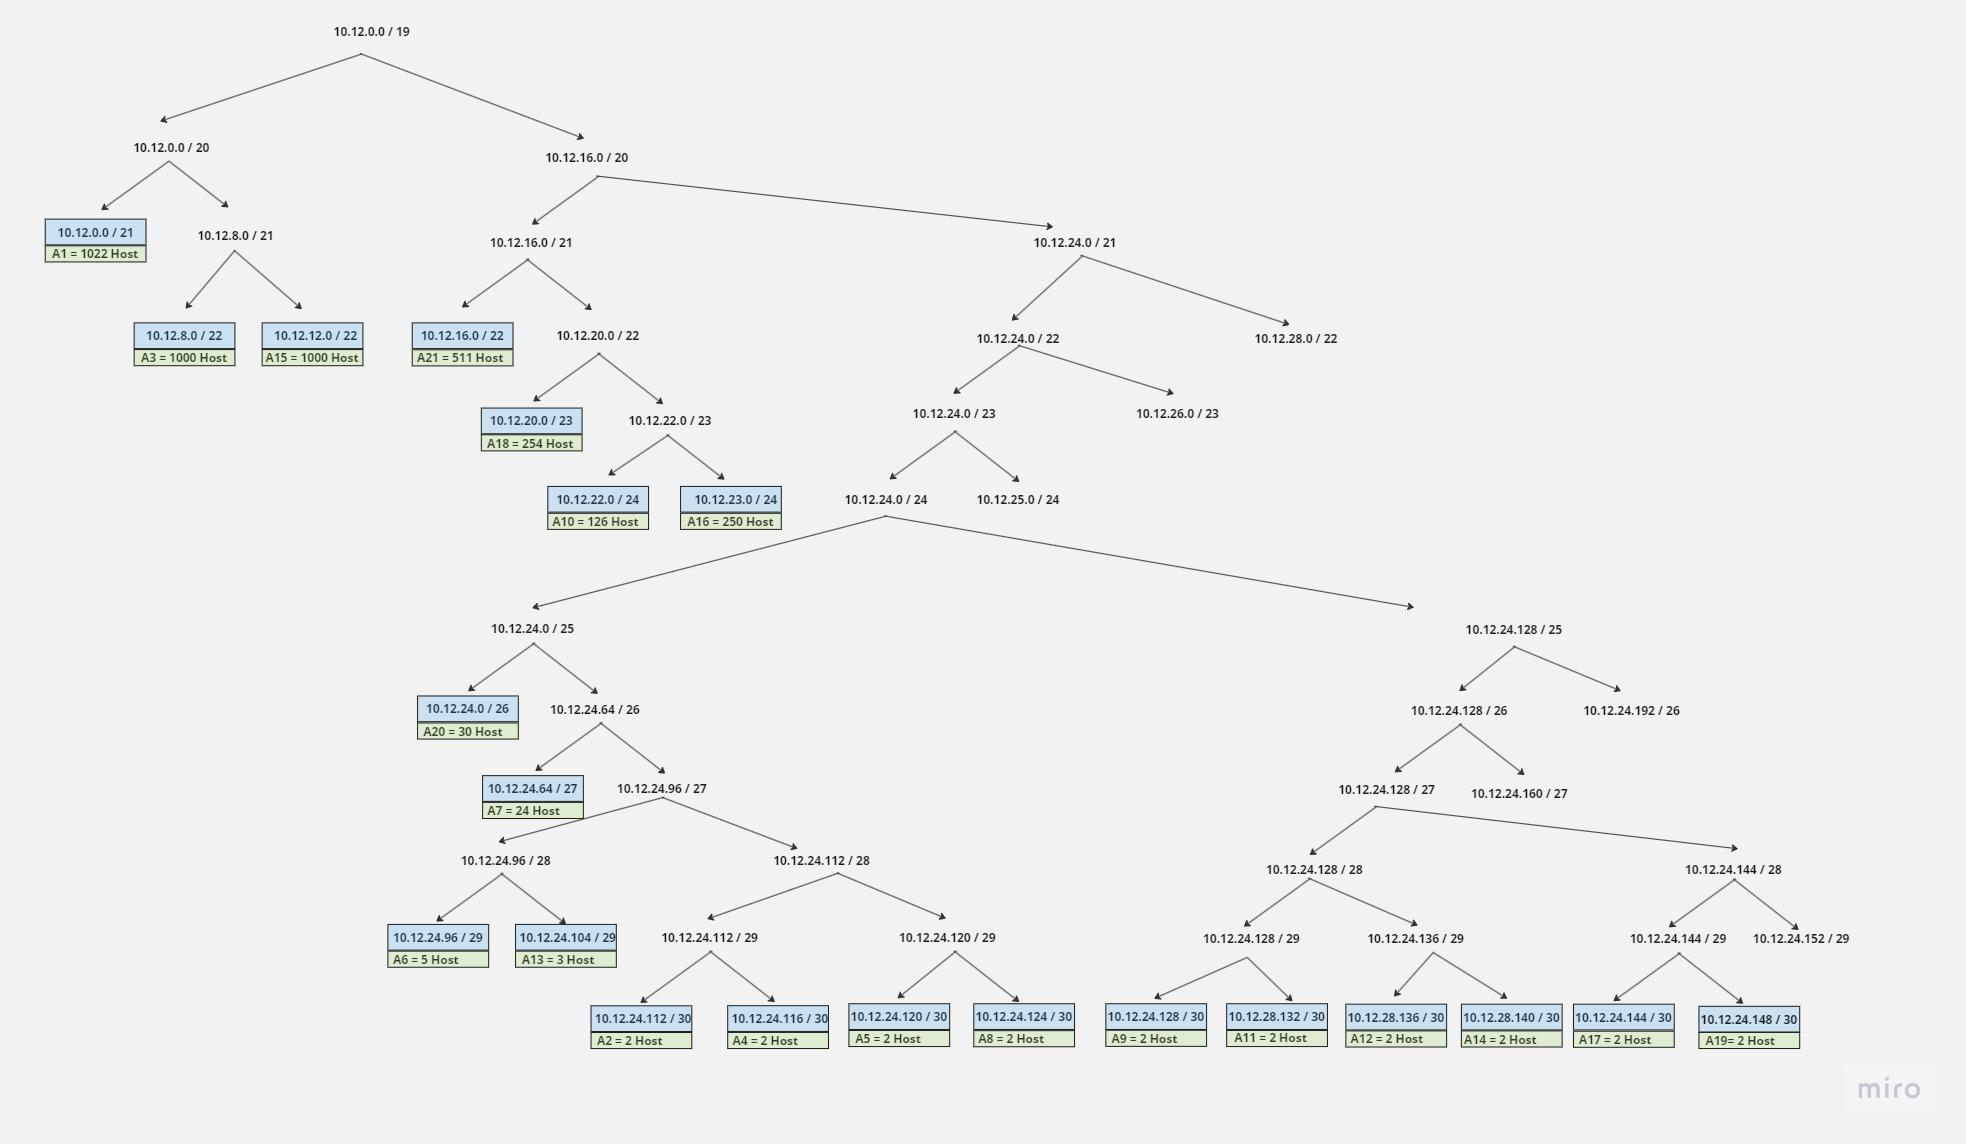 10.12.0.0 / 19
10.12.0.0 / 20
10.12.16.0 / 20
10.12.0.0 / 21
A1 = 1022 Host
10.12.8.0 / 21
10.12.16.0 / 21
10.12.24.0 / 21
10.12.8.0 / 22
A3 = 1000 Host
10.12.12.0 / 22
A15 = 1000 Host
10.12.16.0 / 22
A21 = 511 Host
10.12.20.0 / 22
10.12.24.0 / 22
10.12.28.0 / 22
10.12.20.0 / 23
A18 = 254 Host
10.12.22.0 / 23
10.12.24.0 / 23
10.12.26.0 / 23
10.12.22.0 / 24
A10 = 126 Host
10.12.23.0 / 24
A16 = 250 Host
10.12.24.0 / 24
10.12.25.0 / 24
10.12.24.0 / 25
10.12.24.128 / 25
10.12.24.0 / 26
A20 = 30 Host
10.12.24.64 / 26
10.12.24.128 / 26
10.12.24.192 / 26
10.12.24.64 / 27
A7 = 24 Host
10.12.24.96 / 27
10.12.24.128 / 27
10.12.24.160 / 27
10.12.24.96 / 28
10.12.24.112 / 28
10.12.24.128 / 28
10.12.24.144 / 28
10.12.24.96 / 29
A6 = 5 Host
10.12.24.104 / 29
A13 = 3 Host
10.12.24.112 / 29
10.12.24.120 / 29
10.12.24.128 / 29
10.12.24.136 / 29
10.12.24.144 / 29
10.12.24.152 / 29
10.12.24.112 / 30
A2 = 2 Host
10.12.24.116 / 30
A4 = 2 Host
10.12.24.120 / 30
A5 = 2 Host
10.12.24.124 / 30
A8 = 2 Host
10.12.24.128 / 30
A9 = 2 Host
10.12.28.132 / 30
A11 = 2 Host
10.12.28.136 / 30
A12 = 2 Host
10.12.28.140 / 30
A14 = 2 Host
10.12.24.144 / 30
A17 = 2 Host
10.12.24.148 / 30
A19= 2 Host
miro